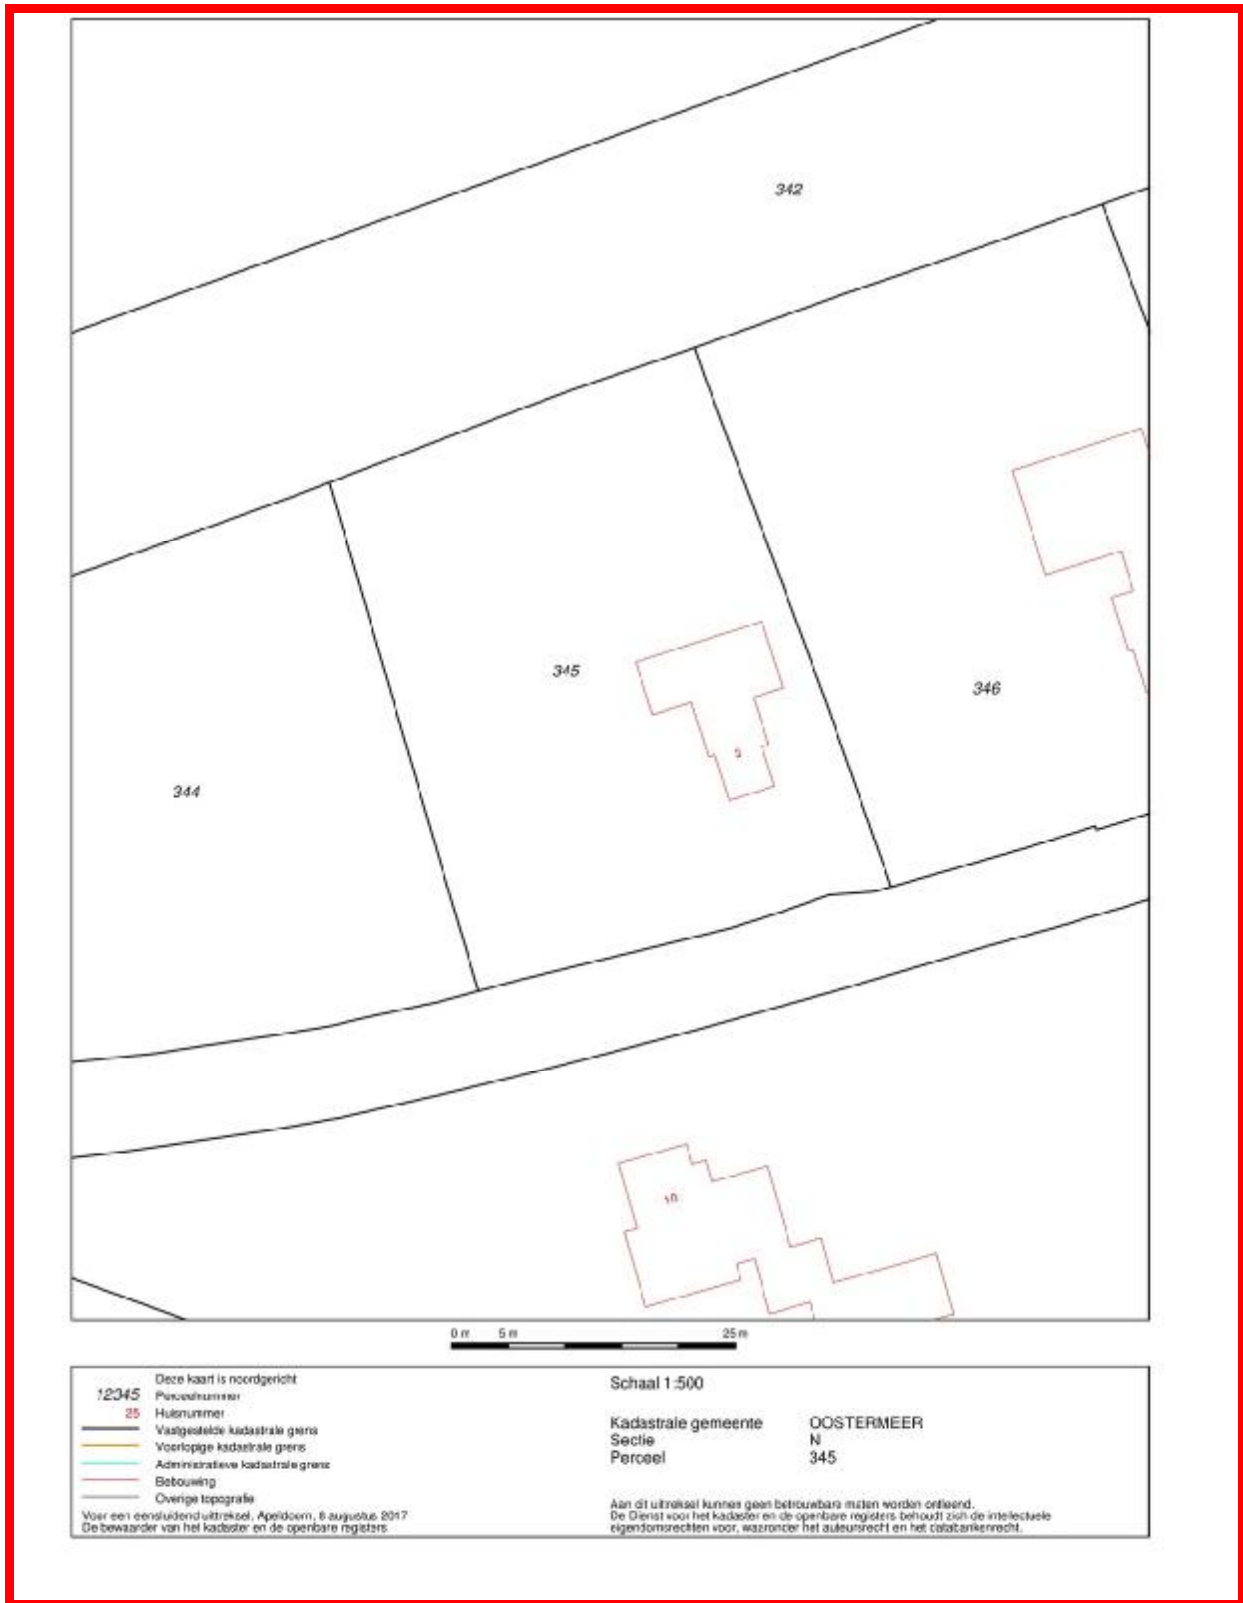 342
345
346
344
9
10
0 m 5 m 25 m
Deze kaart is noordgericht
12345 Perceelnummer
25 Huisnummer
Vastgestelde kadastrale grens
Voorlopige kadastrale grens
Administratieve kadastrale grens
Bebouwing
Overige topografie
Voor een eensluidend uittreksel, Apeldoorn, 8 augustus 2017
De bewaarder van het kadaster en de openbare registers
Schaal 1:500
Kadastrale gemeente OOSTERMEER
Sectie N
Perceel 345
Aan dit uittreksel kunnen geen betrouwbare maten worden ontleend.
De Dienst voor het kadaster en de openbare registers behoudt zich de intellectuele
eigendomsrechten voor, waaronder het auteursrecht en het databankenrecht.